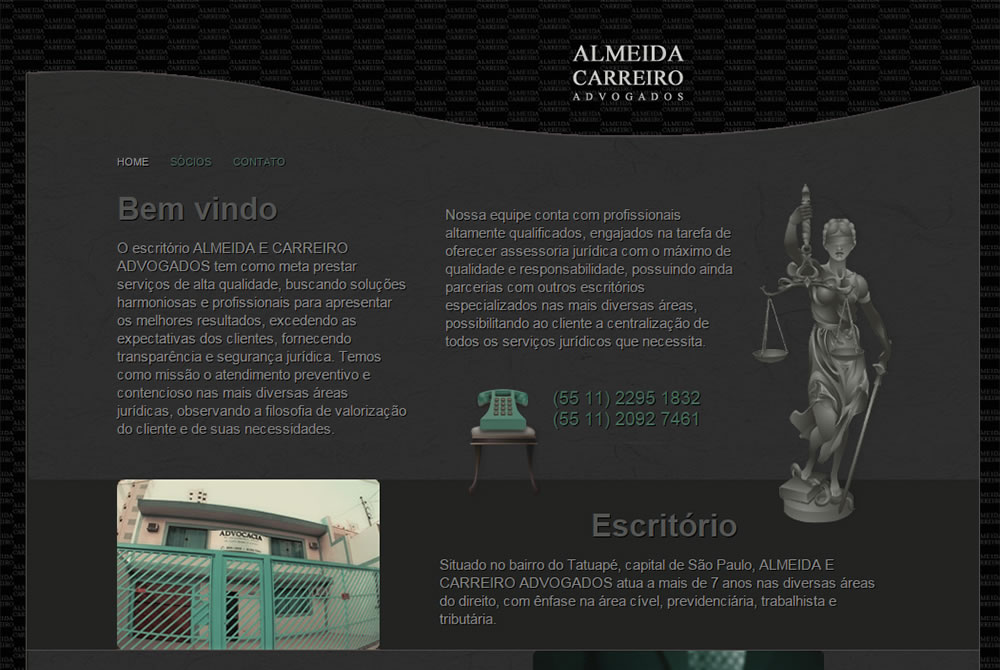 ALMEIDA
CARREIRO
ADVOGADOS
HOME SÓCIOS CONTATO
Bem vindo
O escritório ALMEIDA E CARREIRO
ADVOGADOS tem como meta prestar
serviços de alta qualidade, buscando soluções
harmoniosas e profissionais para apresentar
os melhores resultados, excedendo as
expectativas dos clientes, fornecendo
transparência e segurança jurídica. Temos
como missão o atendimento preventivo e
contencioso nas mais diversas áreas
jurídicas, observando a filosofia de valorização
do cliente e de suas necessidades.
Nossa equipe conta com profissionais
altamente qualificados, engajados na tarefa de
oferecer assessoria jurídica com o máximo de
qualidade e responsabilidade, possuindo ainda
parcerias com outros escritórios
especializados nas mais diversas áreas,
possibilitando ao cliente a centralização de
todos os serviços jurídicos que necessita.
(55 11) 2295 1832
(55 11) 2092 7461
ADVOCACIA
Escritório
Situado no bairro do Tatuapé, capital de São Paulo, ALMEIDA E
CARREIRO ADVOGADOS atua a mais de 7 anos nas diversas áreas
do direito, com ênfase na área cível, previdenciária, trabalhista e
tributária.